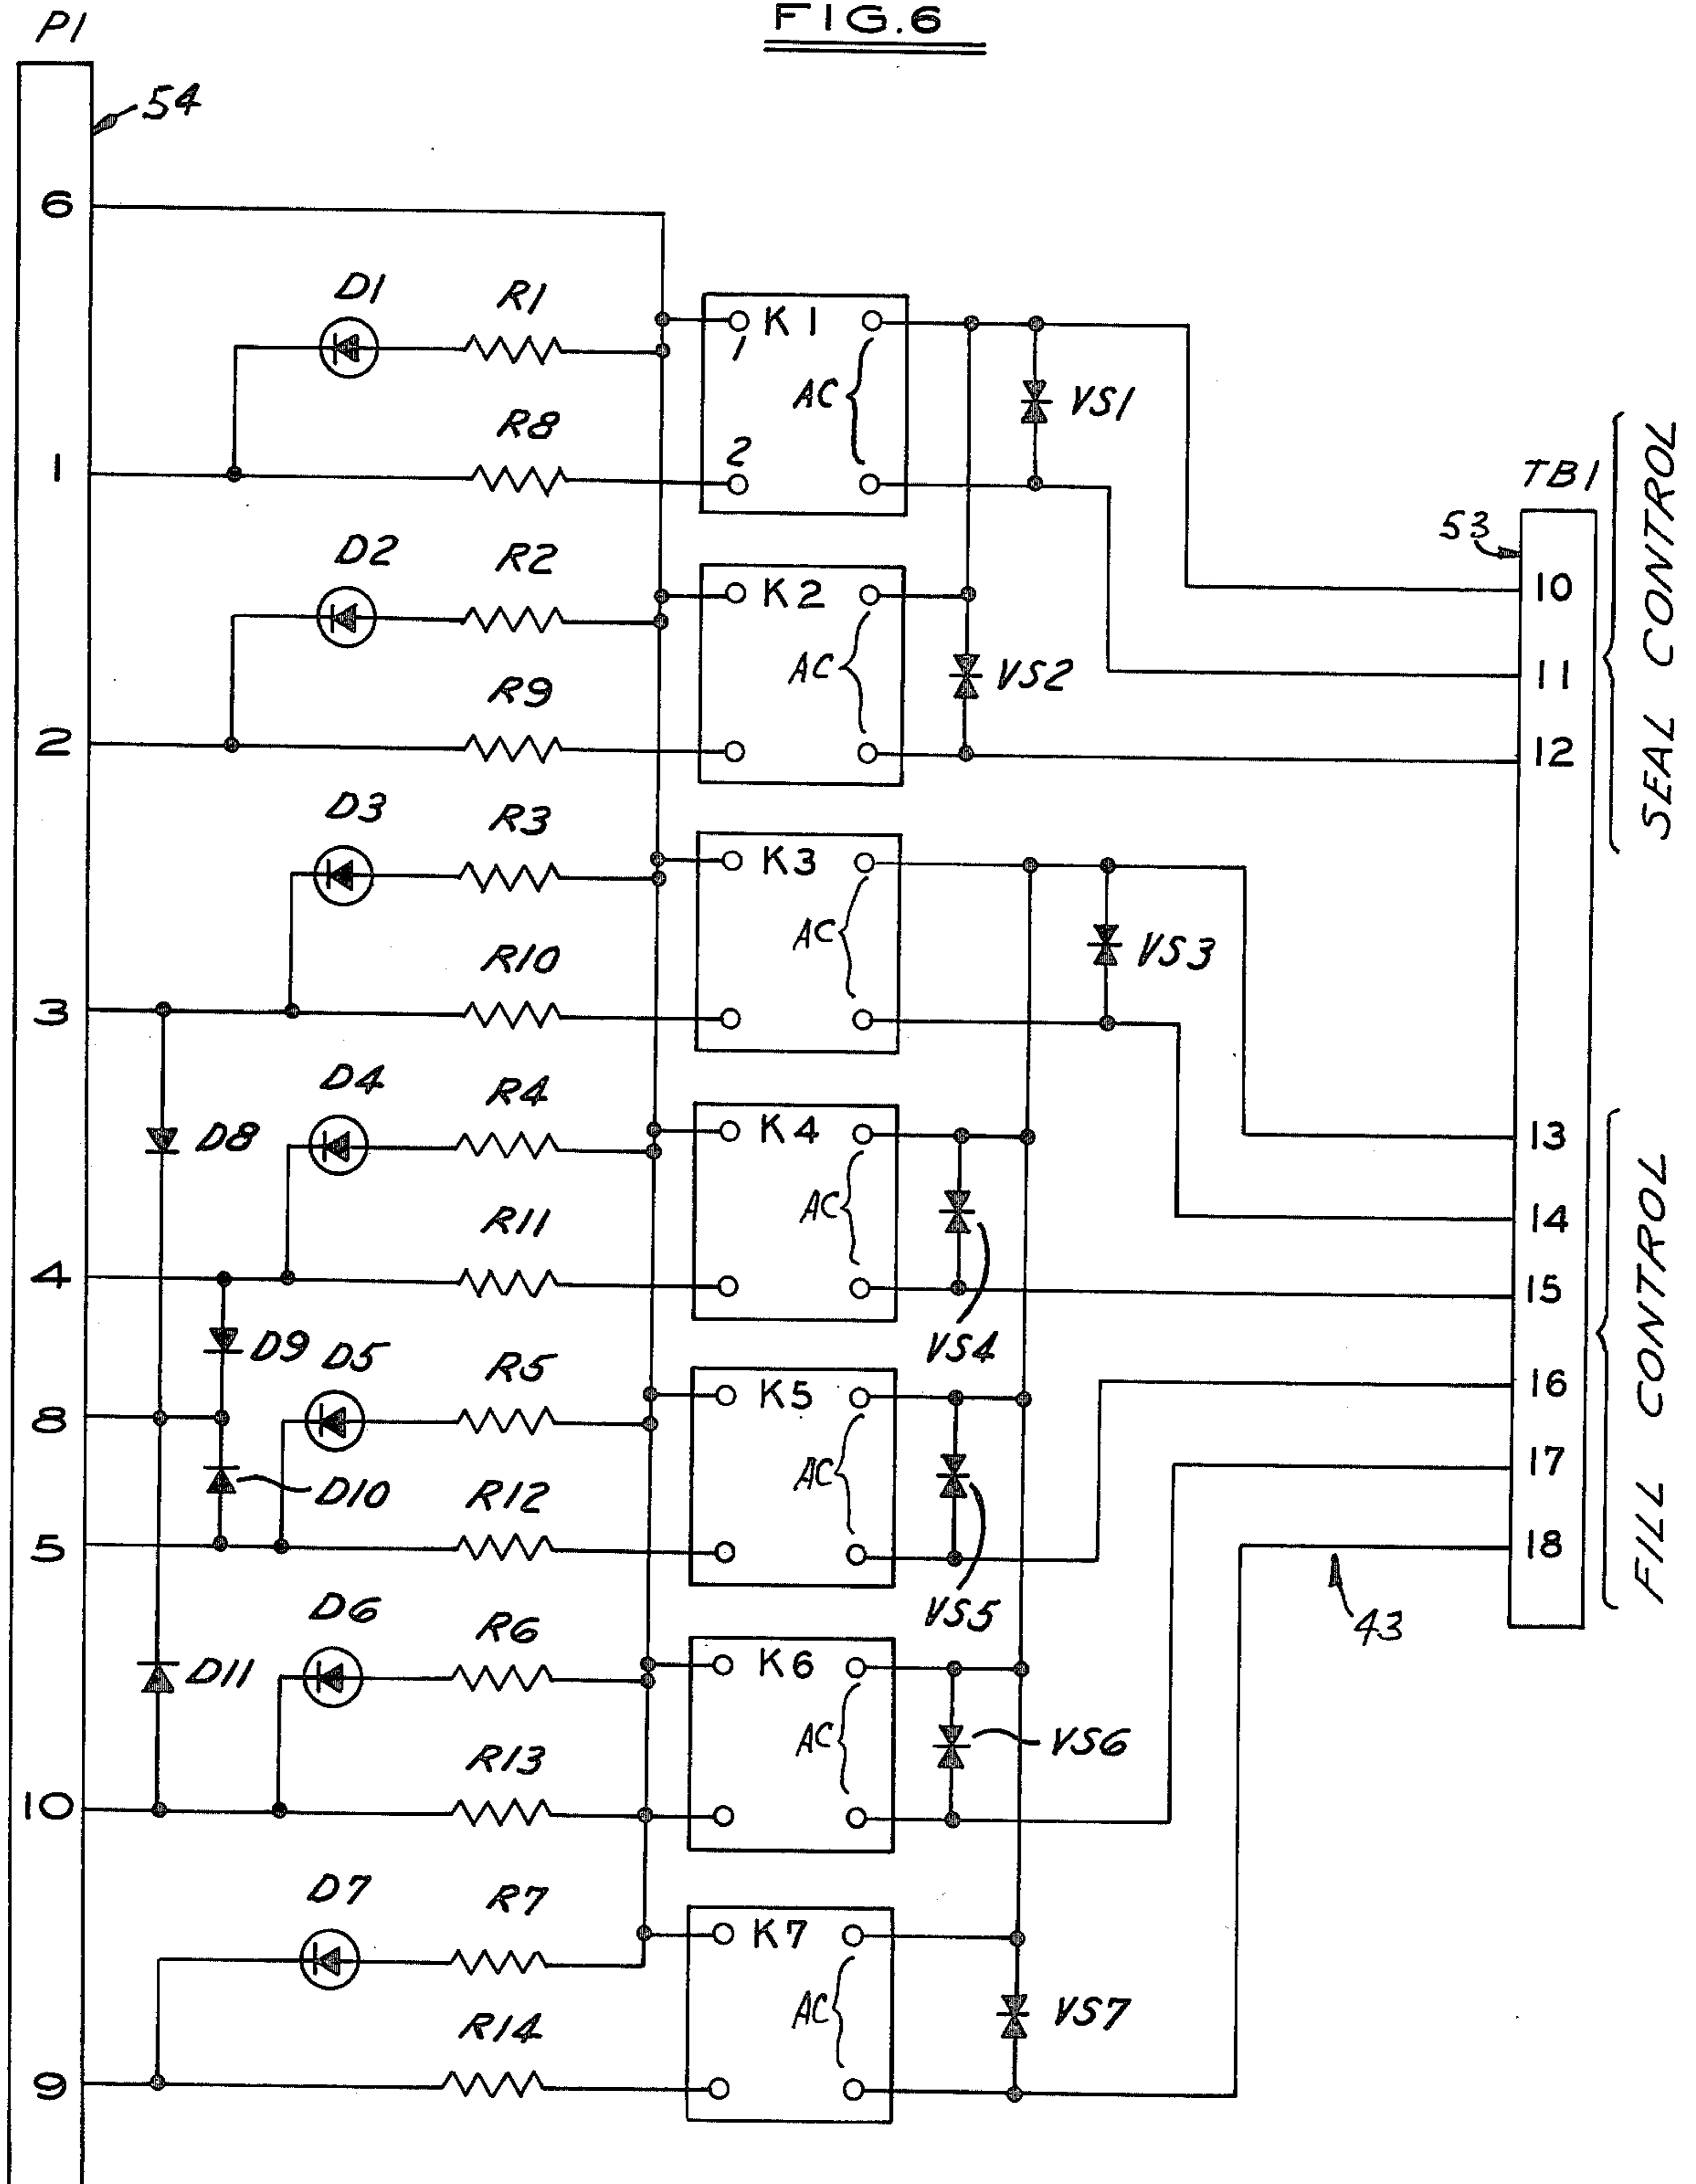 FIG.6
P1
54
6
D1 R1
K1
1
AC
VS1
R8
2
1
TB1
53
SEAL CONTROL
D2 R2
K2
10
AC
VS2
11
R9
2
12
D3 R3
K3
AC
VS3
R10
3
D4 R4
K4
13
D8
AC
14
R11
4
15
VS4
FILL CONTROL
D9 D5 R5
K5
16
8
AC
17
D10
R12
5
18
VS5
43
D6 R6
K6
D11
AC
VS6
R13
10
D7 R7
K7
AC
VS7
R14
9